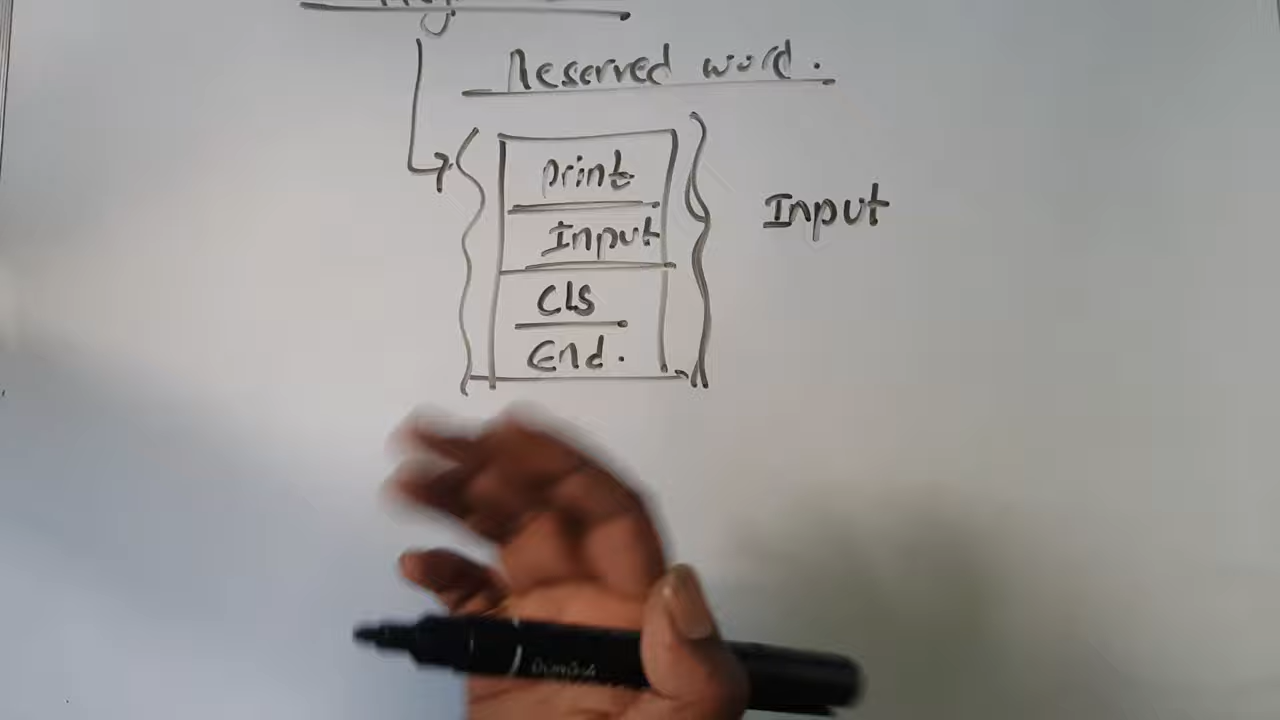 Reserved word.
print
Input
Input
Cls
End.